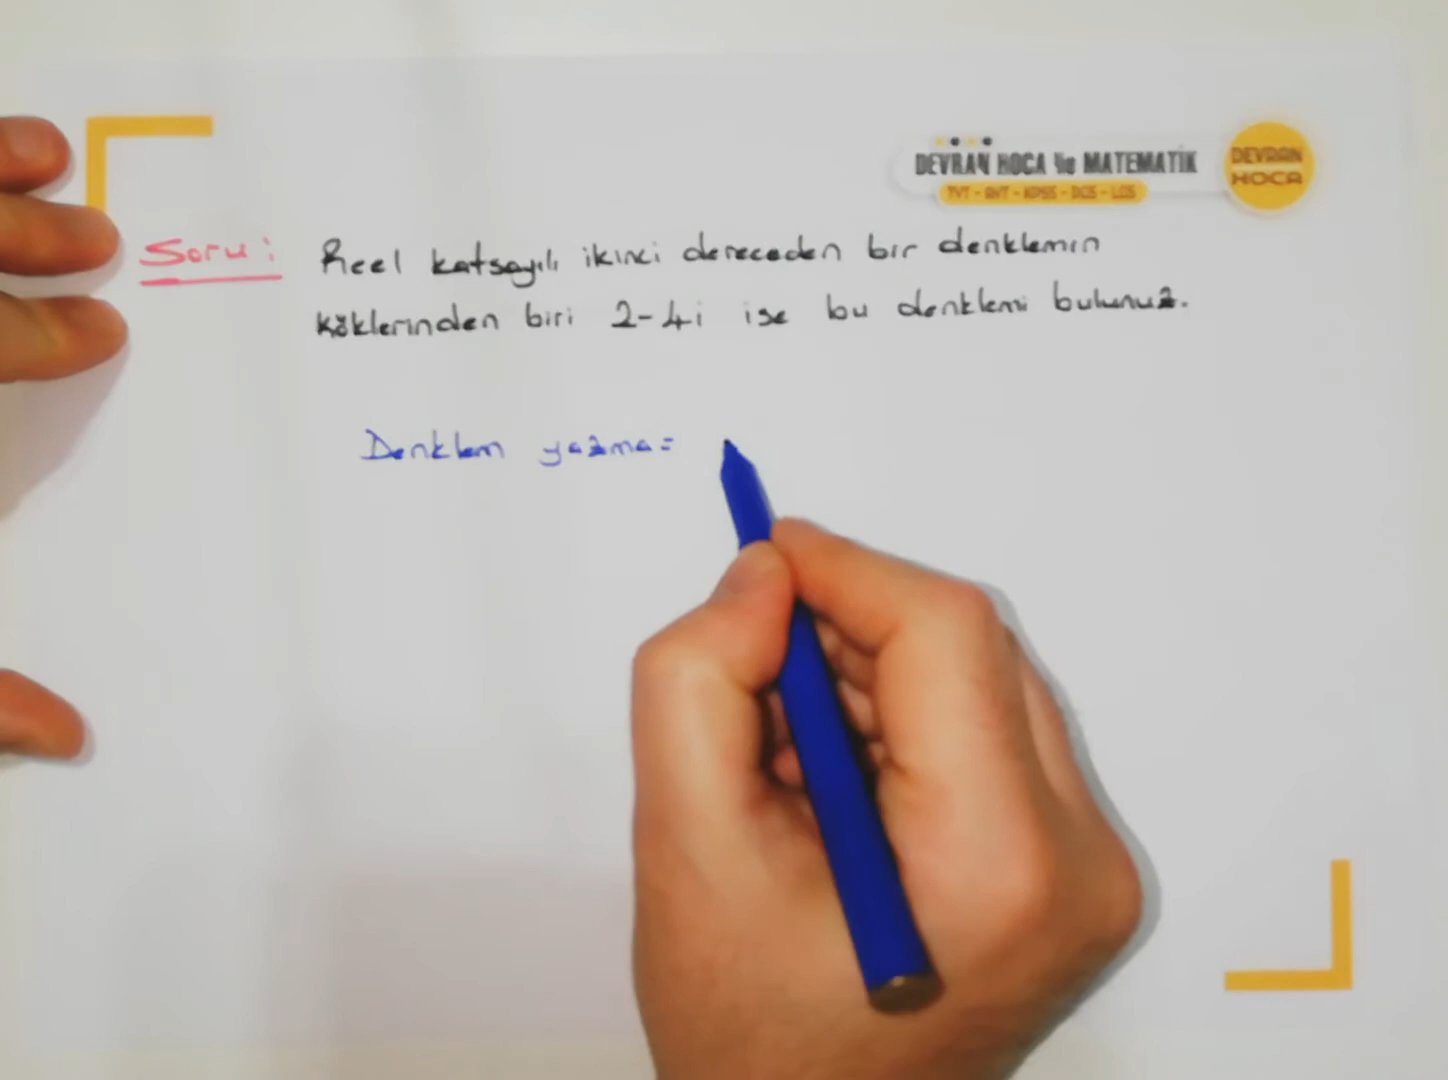 DEVRAN HOCA ile MATEMATİK
TYT - AYT - KPSS - DGS - LGS
DEVRAN
HOCA
Soru: Reel katsayılı ikinci dereceden bir denklemin
köklerinden biri 2-4i ise bu denklemi bulunuz.
Denklem yazma=